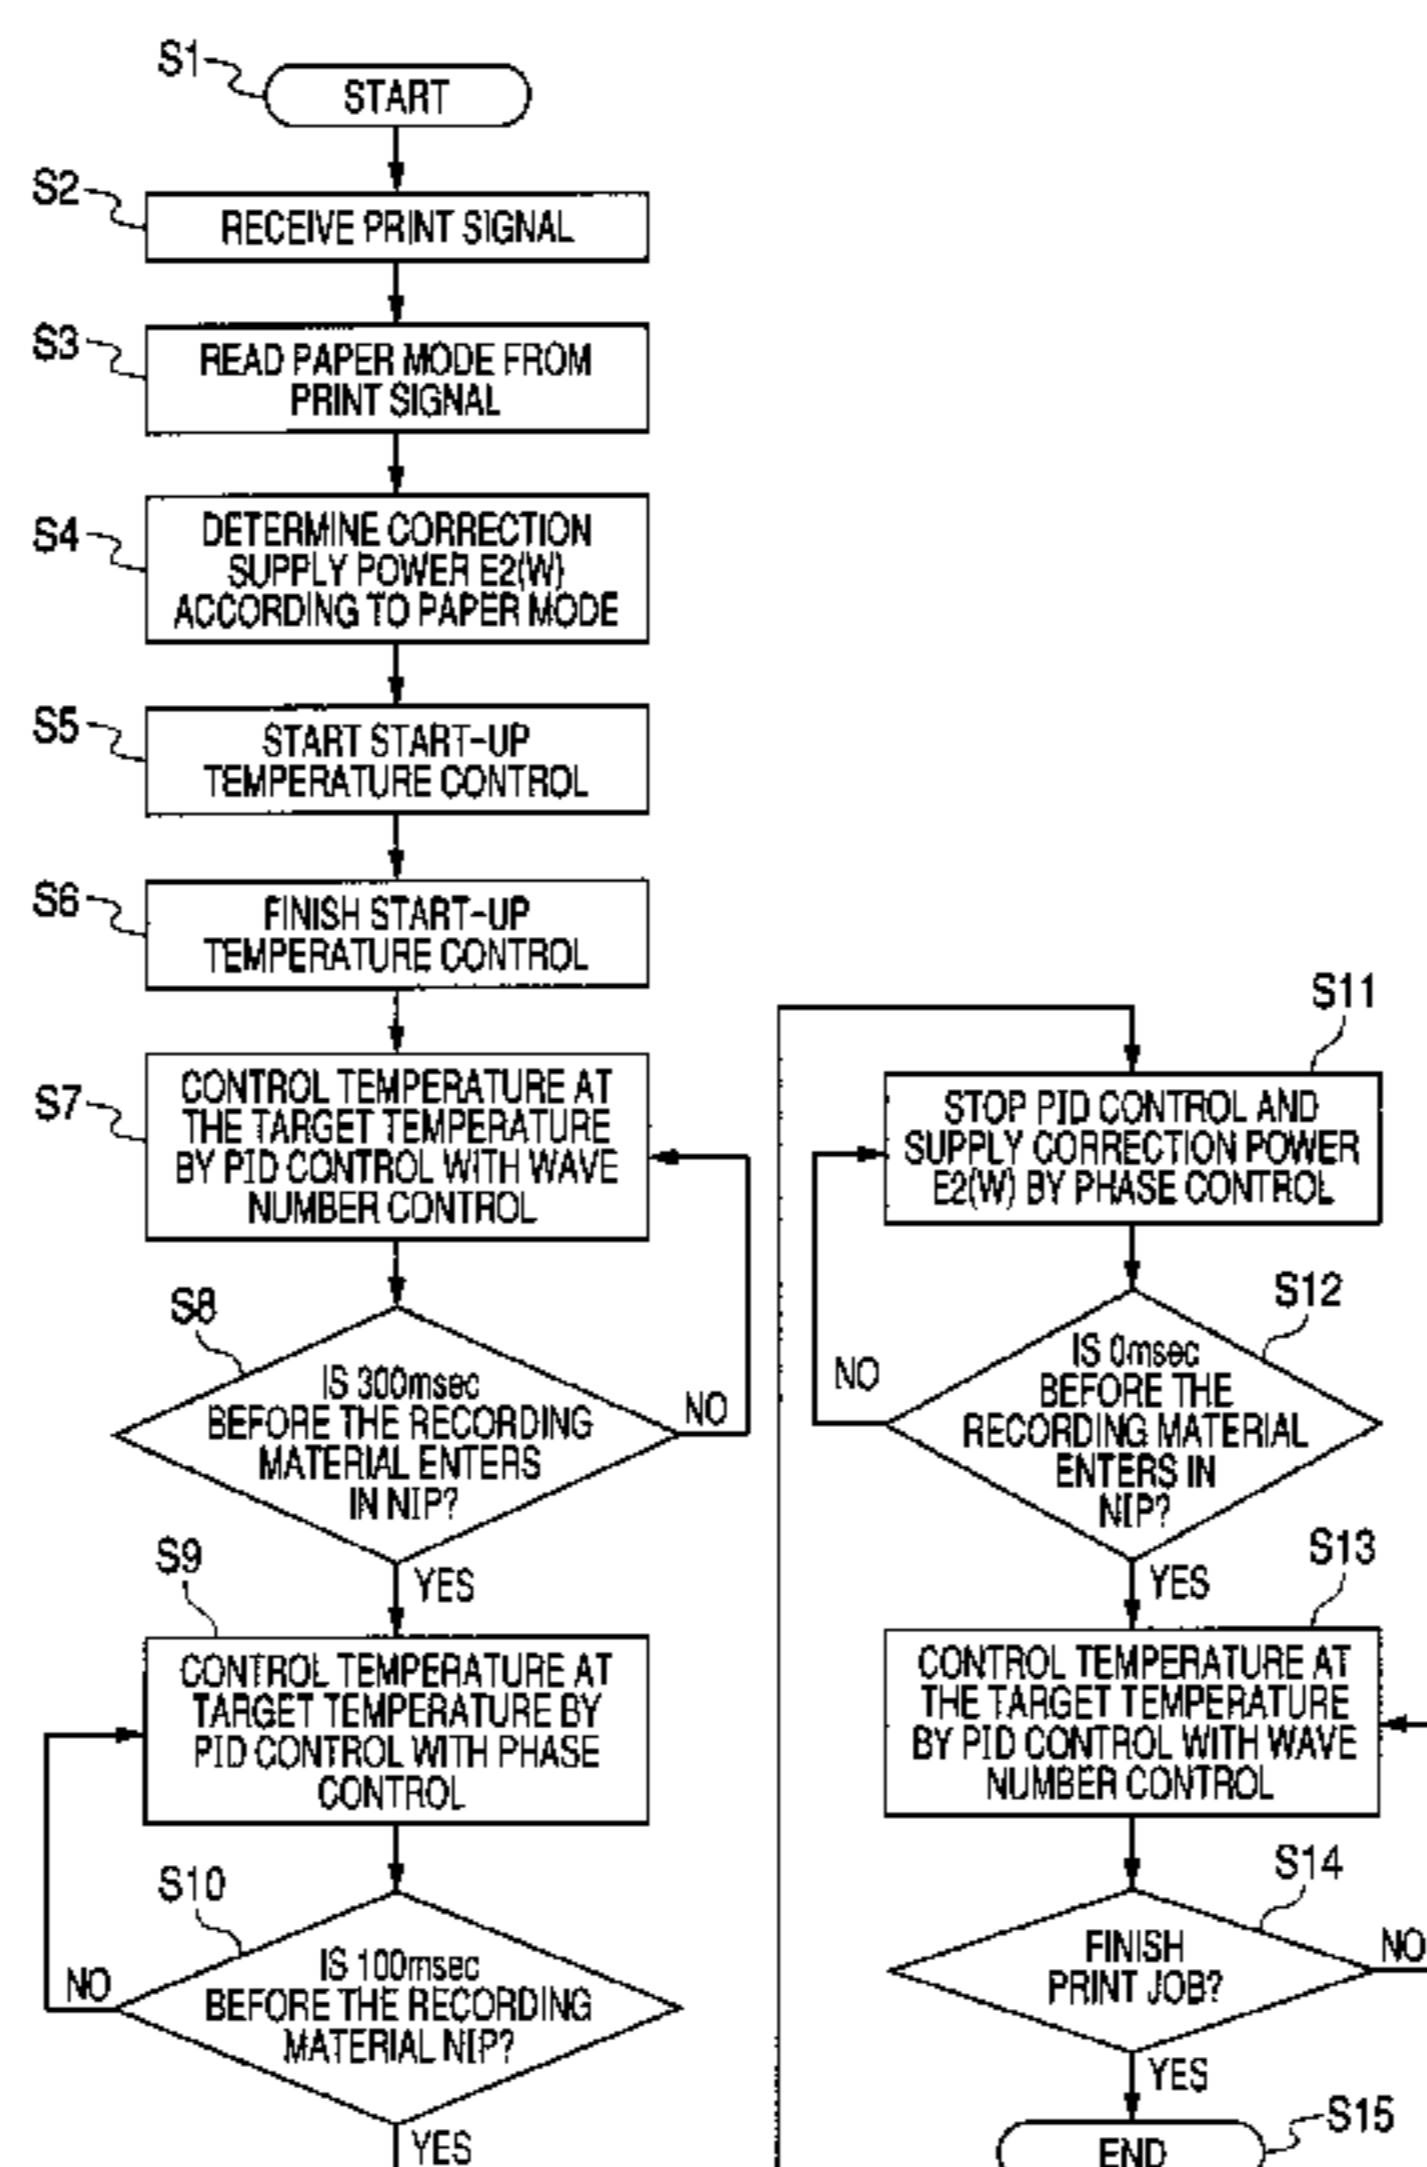 S1
START
S2
RECEIVE PRINT SIGNAL
S3
READ PAPER MODE FROM
PRINT SIGNAL
S4
DETERMINE CORRECTION
SUPPLY POWER E2(W)
ACCORDING TO PAPER MODE
S5
START START-UP
TEMPERATURE CONTROL
S6
FINISH START-UP
TEMPERATURE CONTROL
S7
CONTROL TEMPERATURE AT
THE TARGET TEMPERATURE
BY PID CONTROL WITH WAVE
NUMBER CONTROL
S8
IS 300msec
BEFORE THE RECORDING
MATERIAL ENTERS
IN NIP?
NO
YES
S9
CONTROL TEMPERATURE AT
TARGET TEMPERATURE BY
PID CONTROL WITH PHASE
CONTROL
S10
IS 100msec
BEFORE THE RECORDING
MATERIAL NIP?
NO
YES
S11
STOP PID CONTROL AND
SUPPLY CORRECTION POWER
E2(W) BY PHASE CONTROL
S12
IS 0msec
BEFORE THE
RECORDING MATERIAL
ENTERS IN
NIP?
NO
YES
S13
CONTROL TEMPERATURE AT
THE TARGET TEMPERATURE
BY PID CONTROL WITH WAVE
NUMBER CONTROL
S14
FINISH
PRINT JOB?
NO
YES
S15
END